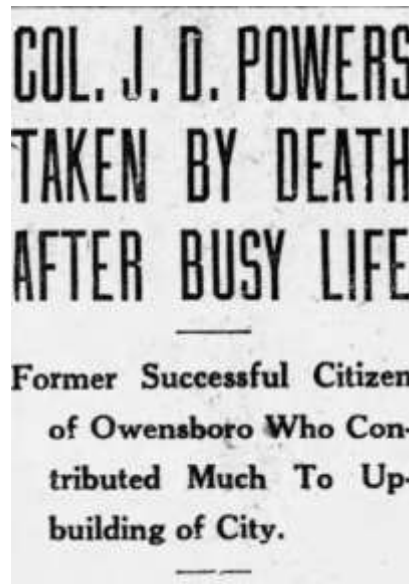 COL. J. D. POWERS
TAKEN BY DEATH
AFTER BUSY LIFE
Former Successful Citizen
of Owensboro Who Con-
tributed Much To Up-
building of City.